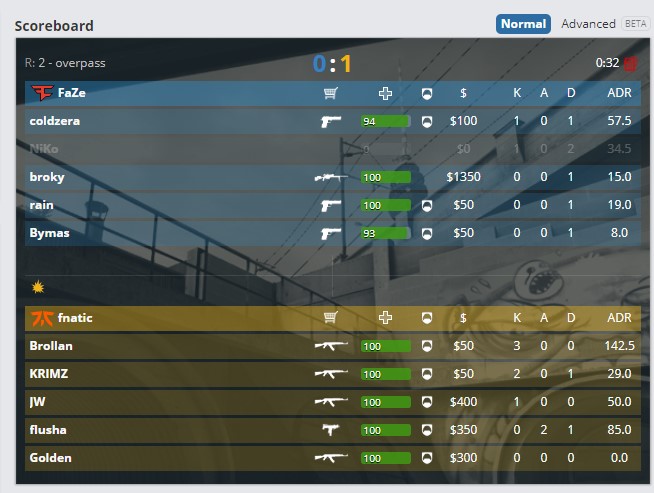 Scoreboard Normal Advanced BETA
R: 2 - overpass 0 : 1 0:32
FaZe $ K A D ADR
coldzera 94 $100 1 0 1 57.5
NiKo 0 $0 1 0 2 34.5
broky 100 $1350 0 0 1 15.0
rain 100 $50 0 0 1 19.0
Bymas 93 $50 0 0 1 8.0
fnatic $ K A D ADR
Brollan 100 $50 3 0 0 142.5
KRIMZ 100 $50 2 0 1 29.0
JW 100 $400 1 0 0 50.0
flusha 100 $350 0 2 1 85.0
Golden 100 $300 0 0 0 0.0